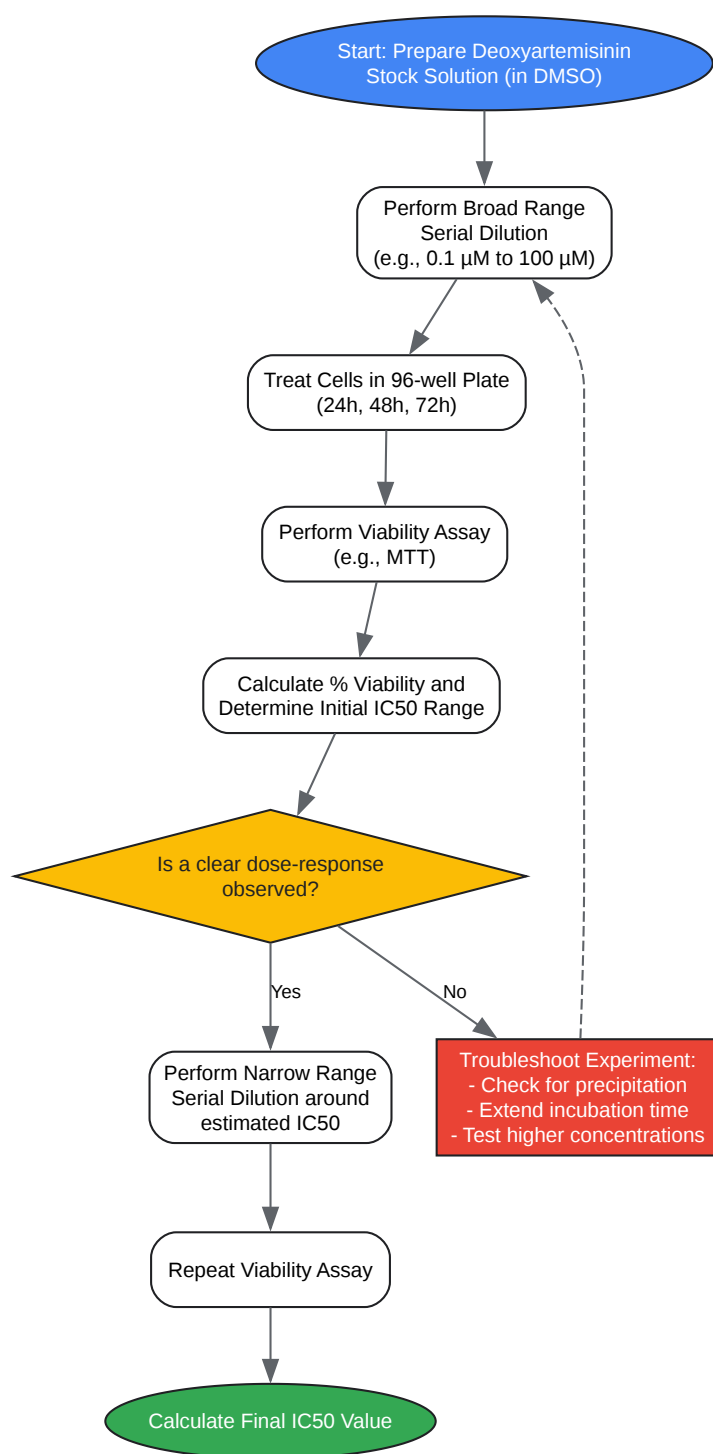 Start: Prepare Deoxyartemisinin
Stock Solution (in DMSO)
Perform Broad Range
Serial Dilution
(e.g., 0.1 µM to 100 µM)
Treat Cells in 96-well Plate
(24h, 48h, 72h)
Perform Viability Assay
(e.g., MTT)
Calculate % Viability and
Determine Initial IC50 Range
Is a clear dose-response
observed?
Yes
No
Perform Narrow Range
Serial Dilution around
estimated IC50
Troubleshoot Experiment:
- Check for precipitation
- Extend incubation time
- Test higher concentrations
Repeat Viability Assay
Calculate Final IC50 Value